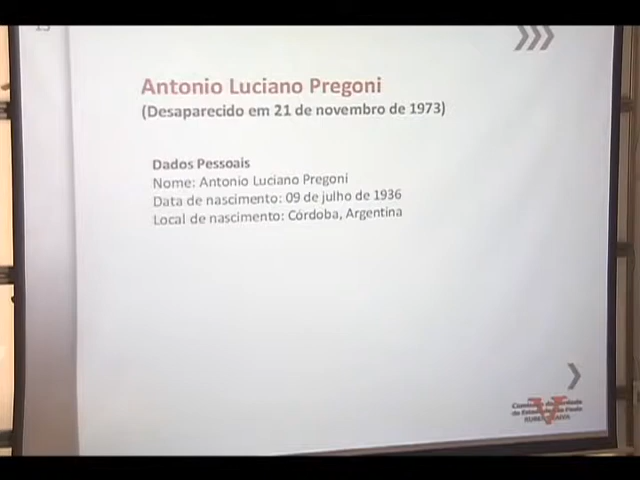 Antonio Luciano Pregoni
(Desaparecido em 21 de novembro de 1973)
Dados Pessoais
Nome: Antonio Luciano Pregoni
Data de nascimento: 09 de julho de 1936
Local de nascimento: Córdoba, Argentina